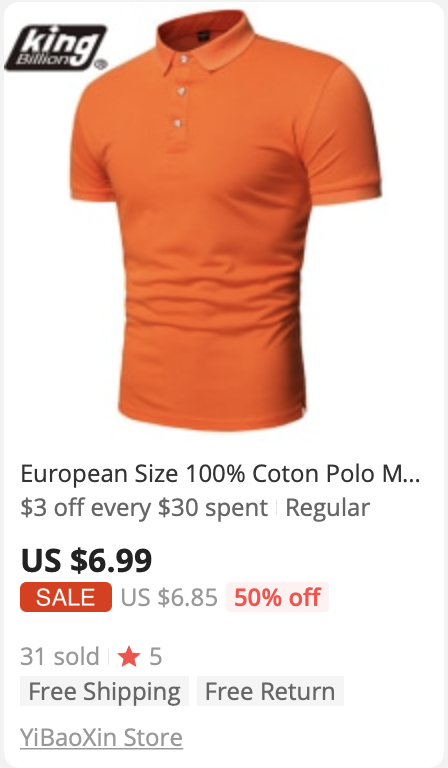 king
Billion®
European Size 100% Coton Polo M...
$3 off every $30 spent Regular
US $6.99
SALE US $6.85 50% off
31 sold ★ 5
Free Shipping Free Return
YiBaoXin Store